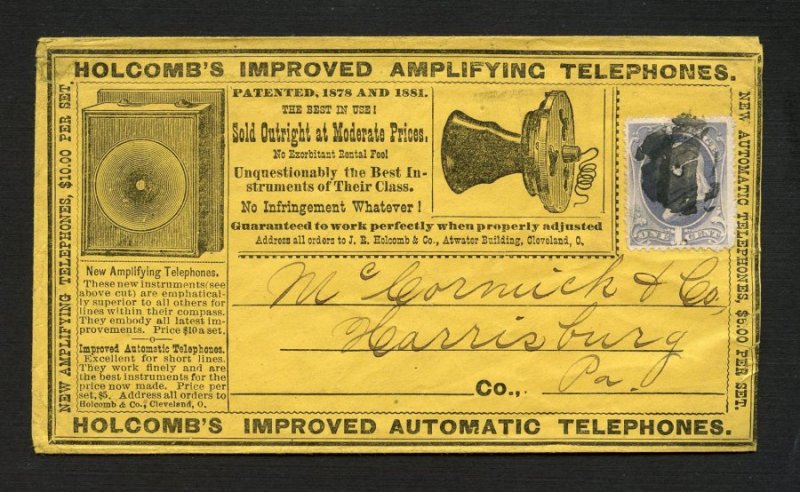 HOLCOMB'S IMPROVED AMPLIFYING TELEPHONES.
NEW AMPLIFYING TELEPHONES, $10.00 PER SET.
PATENTED, 1878 AND 1881.
THE BEST IN USE!
Sold Outright at Moderate Prices.
No Exorbitant Rental Fee!
Unquestionably the Best In-
struments of Their Class.
No Infringement Whatever!
Guaranteed to work perfectly when properly adjusted
Address all orders to J. R. Holcomb & Co., Atwater Building, Cleveland, O.
New Amplifying Telephones.
These new instruments (see
above cut) are emphatical-
ly superior to all others for
lines within their compass.
They embody all latest im-
provements. Price $10 a set.
Improved Automatic Telephones.
Excellent for short lines.
They work finely and are
the best instruments for the
price now made. Price per
set, $5. Address all orders to
Holcomb & Co., Cleveland, O.
McCormick & Co,
Harrisburg
Co., Pa.
ONE 1 CENT
NEW AUTOMATIC TELEPHONES, $5.00 PER SET.
HOLCOMB'S IMPROVED AUTOMATIC TELEPHONES.